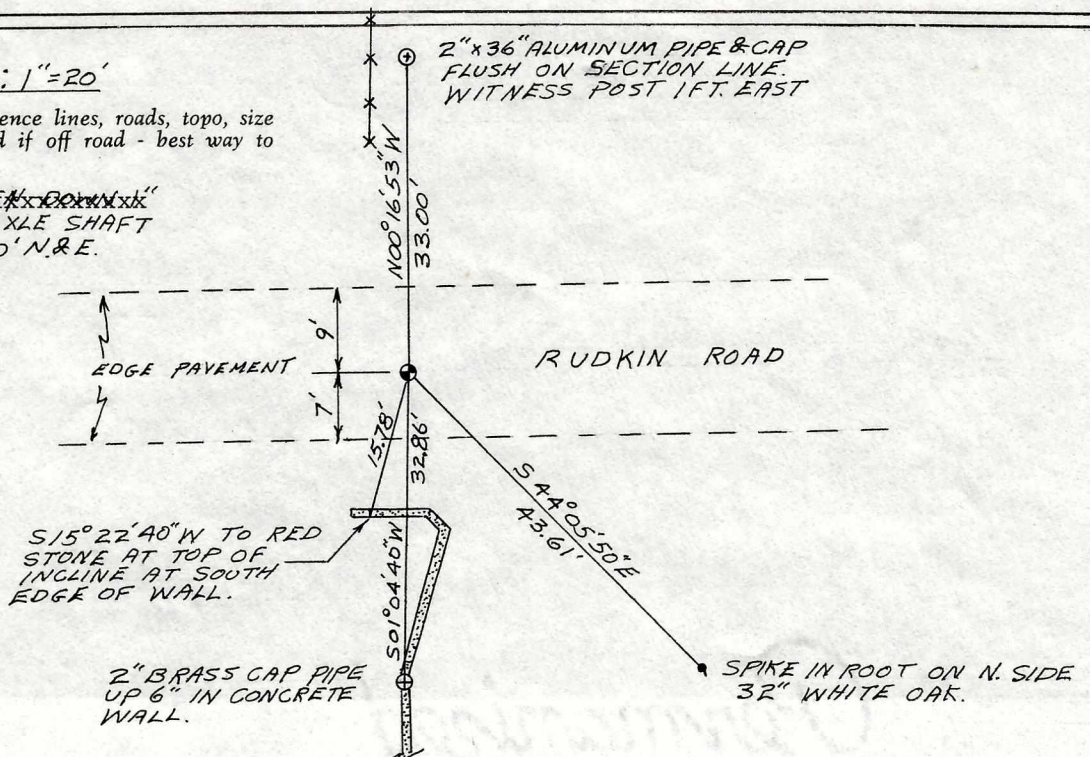 : 1"=20'
ence lines, roads, topo, size
d if off road - best way to
XLE SHAFT
0' N.&E.
2"x36" ALUMINUM PIPE & CAP
FLUSH ON SECTION LINE.
WITNESS POST 1FT. EAST
N00°16'53"W
33.00'
9'
EDGE PAVEMENT
RUDKIN ROAD
7'
15.78'
32.86'
S44°05'50"E
43.61'
S15°22'40"W TO RED
STONE AT TOP OF
INCLINE AT SOUTH
EDGE OF WALL.
S01°04'40"W
2" BRASS CAP PIPE
UP 6" IN CONCRETE
WALL.
SPIKE IN ROOT ON N. SIDE
32" WHITE OAK.